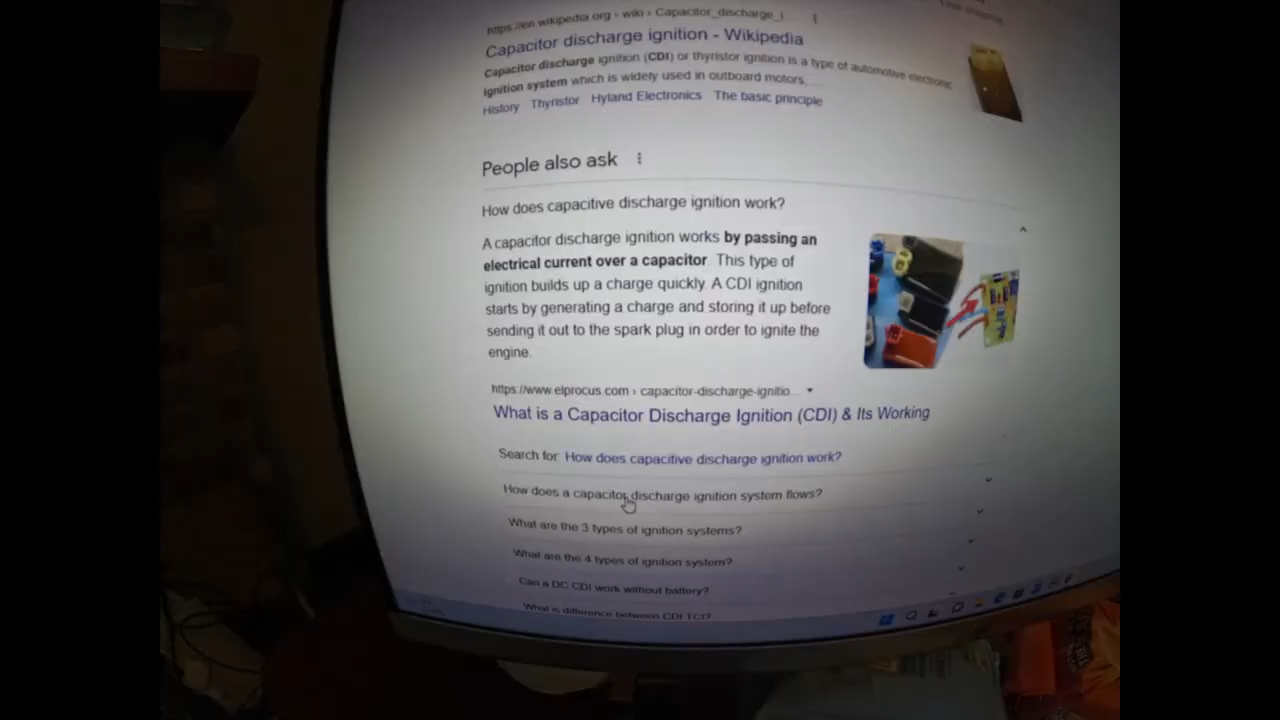 https://en.wikipedia.org › wiki › Capacitor_discharge_i
Capacitor discharge ignition - Wikipedia
Capacitor discharge ignition (CDI) or thyristor ignition is a type of automotive electronic
ignition system which is widely used in outboard motors,
History Thyristor Hyland Electronics The basic principle
People also ask
How does capacitive discharge ignition work?
A capacitor discharge ignition works by passing an
electrical current over a capacitor. This type of
ignition builds up a charge quickly. A CDI ignition
starts by generating a charge and storing it up before
sending it out to the spark plug in order to ignite the
engine.
https://www.elprocus.com › capacitor-discharge-ignitio...
What is a Capacitor Discharge Ignition (CDI) & Its Working
Search for: How does capacitive discharge ignition work?
How does a capacitor discharge ignition system flows?
What are the 3 types of ignition systems?
What are the 4 types of ignition system?
Can a DC CDI work without battery?
What is difference between CDI TCI?